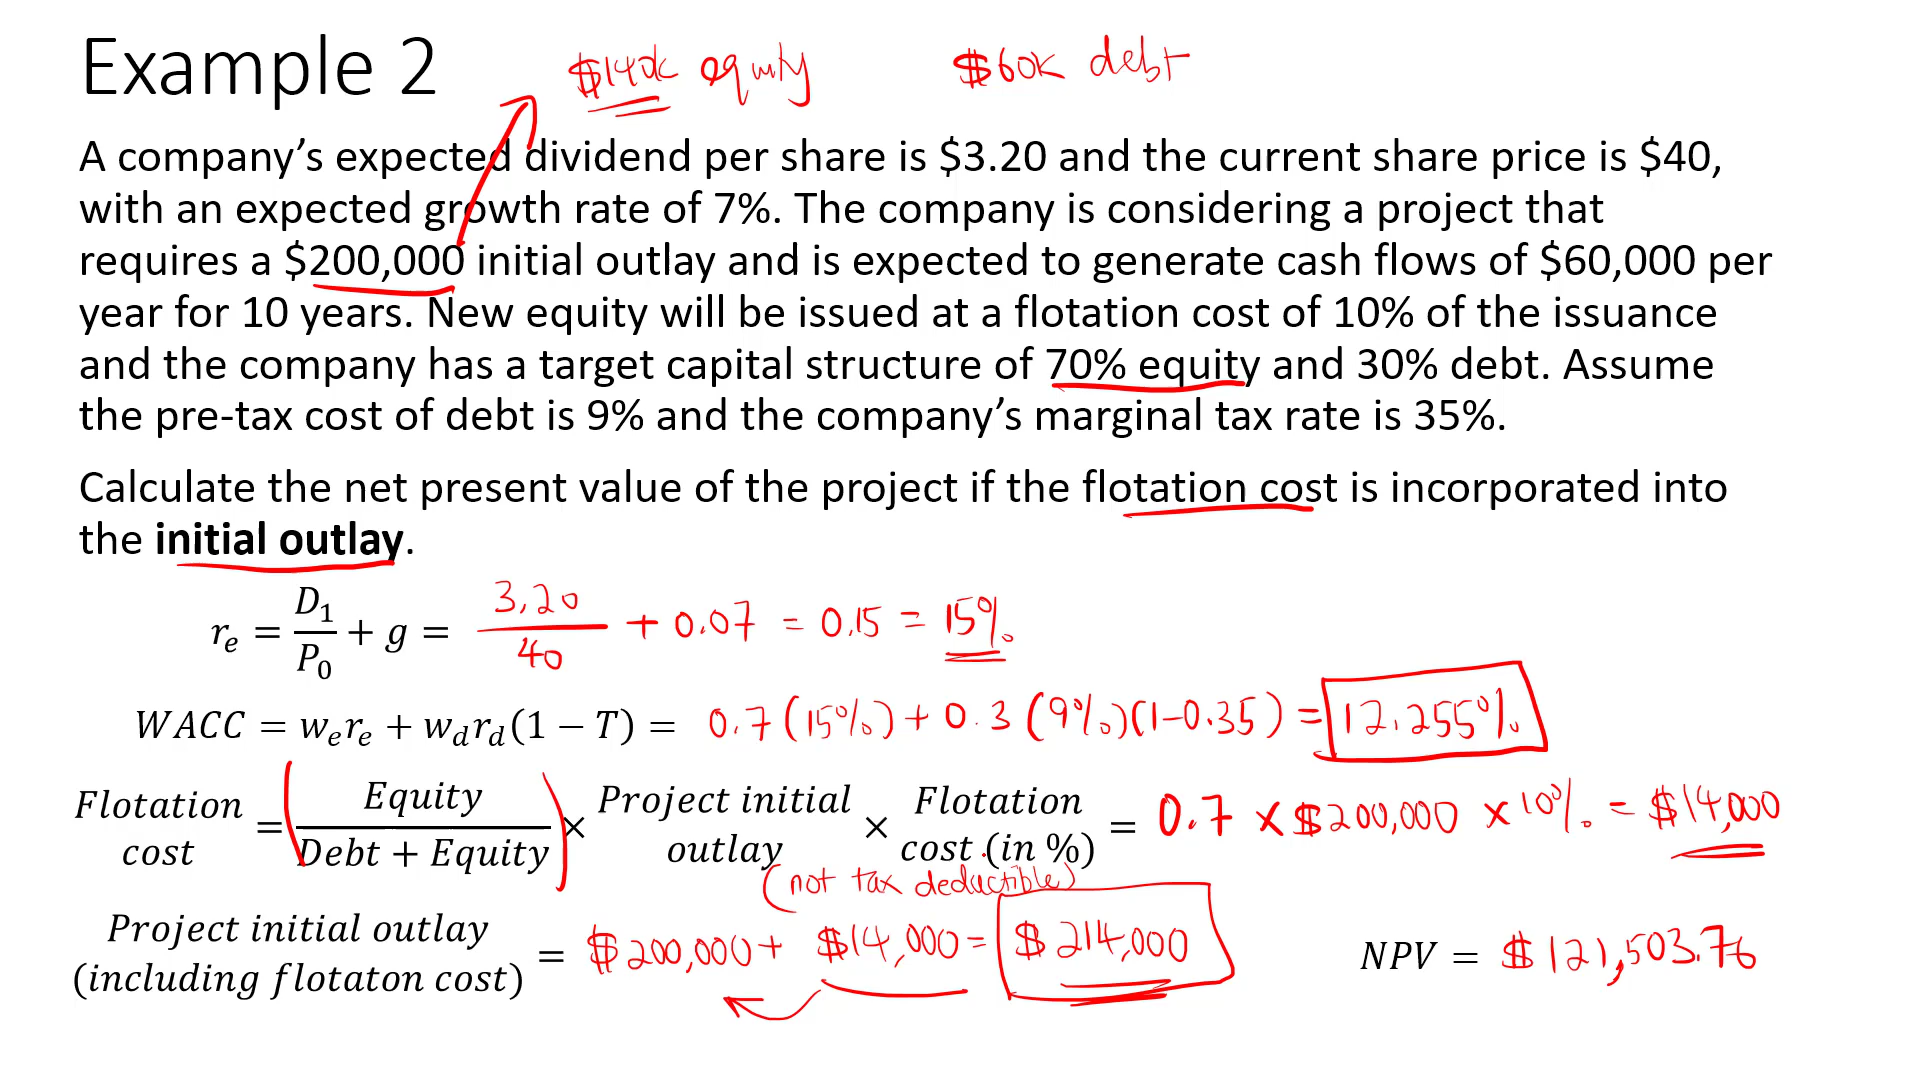 Example 2
$140k equity $60k debt
A company’s expected dividend per share is $3.20 and the current share price is $40,
with an expected growth rate of 7%. The company is considering a project that
requires a $200,000 initial outlay and is expected to generate cash flows of $60,000 per
year for 10 years. New equity will be issued at a flotation cost of 10% of the issuance
and the company has a target capital structure of 70% equity and 30% debt. Assume
the pre-tax cost of debt is 9% and the company’s marginal tax rate is 35%.
Calculate the net present value of the project if the flotation cost is incorporated into
the initial outlay.
r_e = D_1/P_0 + g = 3.20/40 + 0.07 = 0.15 = 15%
WACC = w_e r_e + w_d r_d (1 − T) = 0.7 (15%) + 0.3 (9%)(1-0.35) = 12.255%
Flotation cost = (Equity / Debt + Equity) × Project initial outlay × Flotation cost (in %) = 0.7 × $200,000 × 10% = $14,000
(not tax deductible)
Project initial outlay (including flotaton cost) = $200,000 + $14,000 = $214,000
NPV = $121,503.76